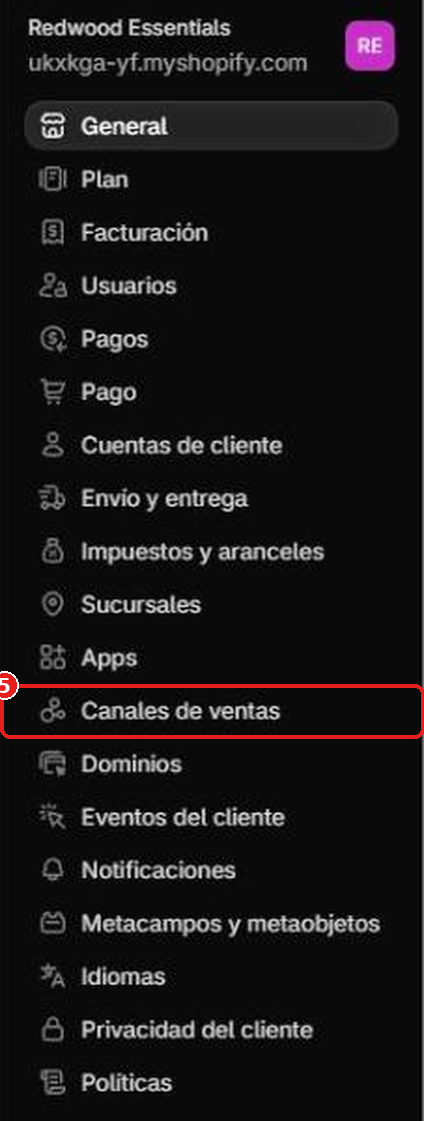 Redwood Essentials
ukxkga-yf.myshopify.com
RE
General
Plan
Facturación
Usuarios
Pagos
Pago
Cuentas de cliente
Envío y entrega
Impuestos y aranceles
Sucursales
Apps
5
Canales de ventas
Dominios
Eventos del cliente
Notificaciones
Metacampos y metaobjetos
Idiomas
Privacidad del cliente
Políticas